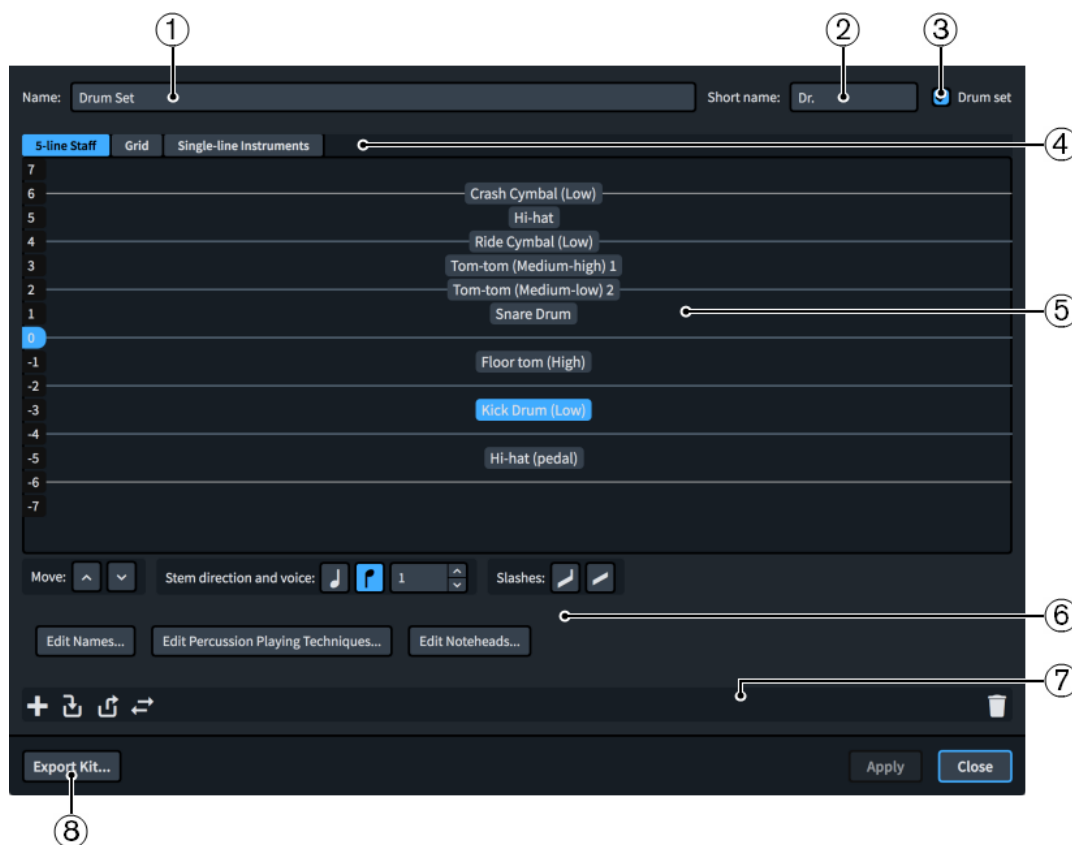 ① ② ③
Name: Drum Set Short name: Dr. Drum set
5-line Staff Grid Single-line Instruments ④
7
6 Crash Cymbal (Low)
5 Hi-hat
4 Ride Cymbal (Low)
3 Tom-tom (Medium-high) 1
2 Tom-tom (Medium-low) 2
1 Snare Drum ⑤
0
-1 Floor tom (High)
-2
-3 Kick Drum (Low)
-4
-5 Hi-hat (pedal)
-6
-7
Move: Stem direction and voice: 1 Slashes:
⑥
Edit Names... Edit Percussion Playing Techniques... Edit Noteheads...
⑦
Export Kit... Apply Close
⑧